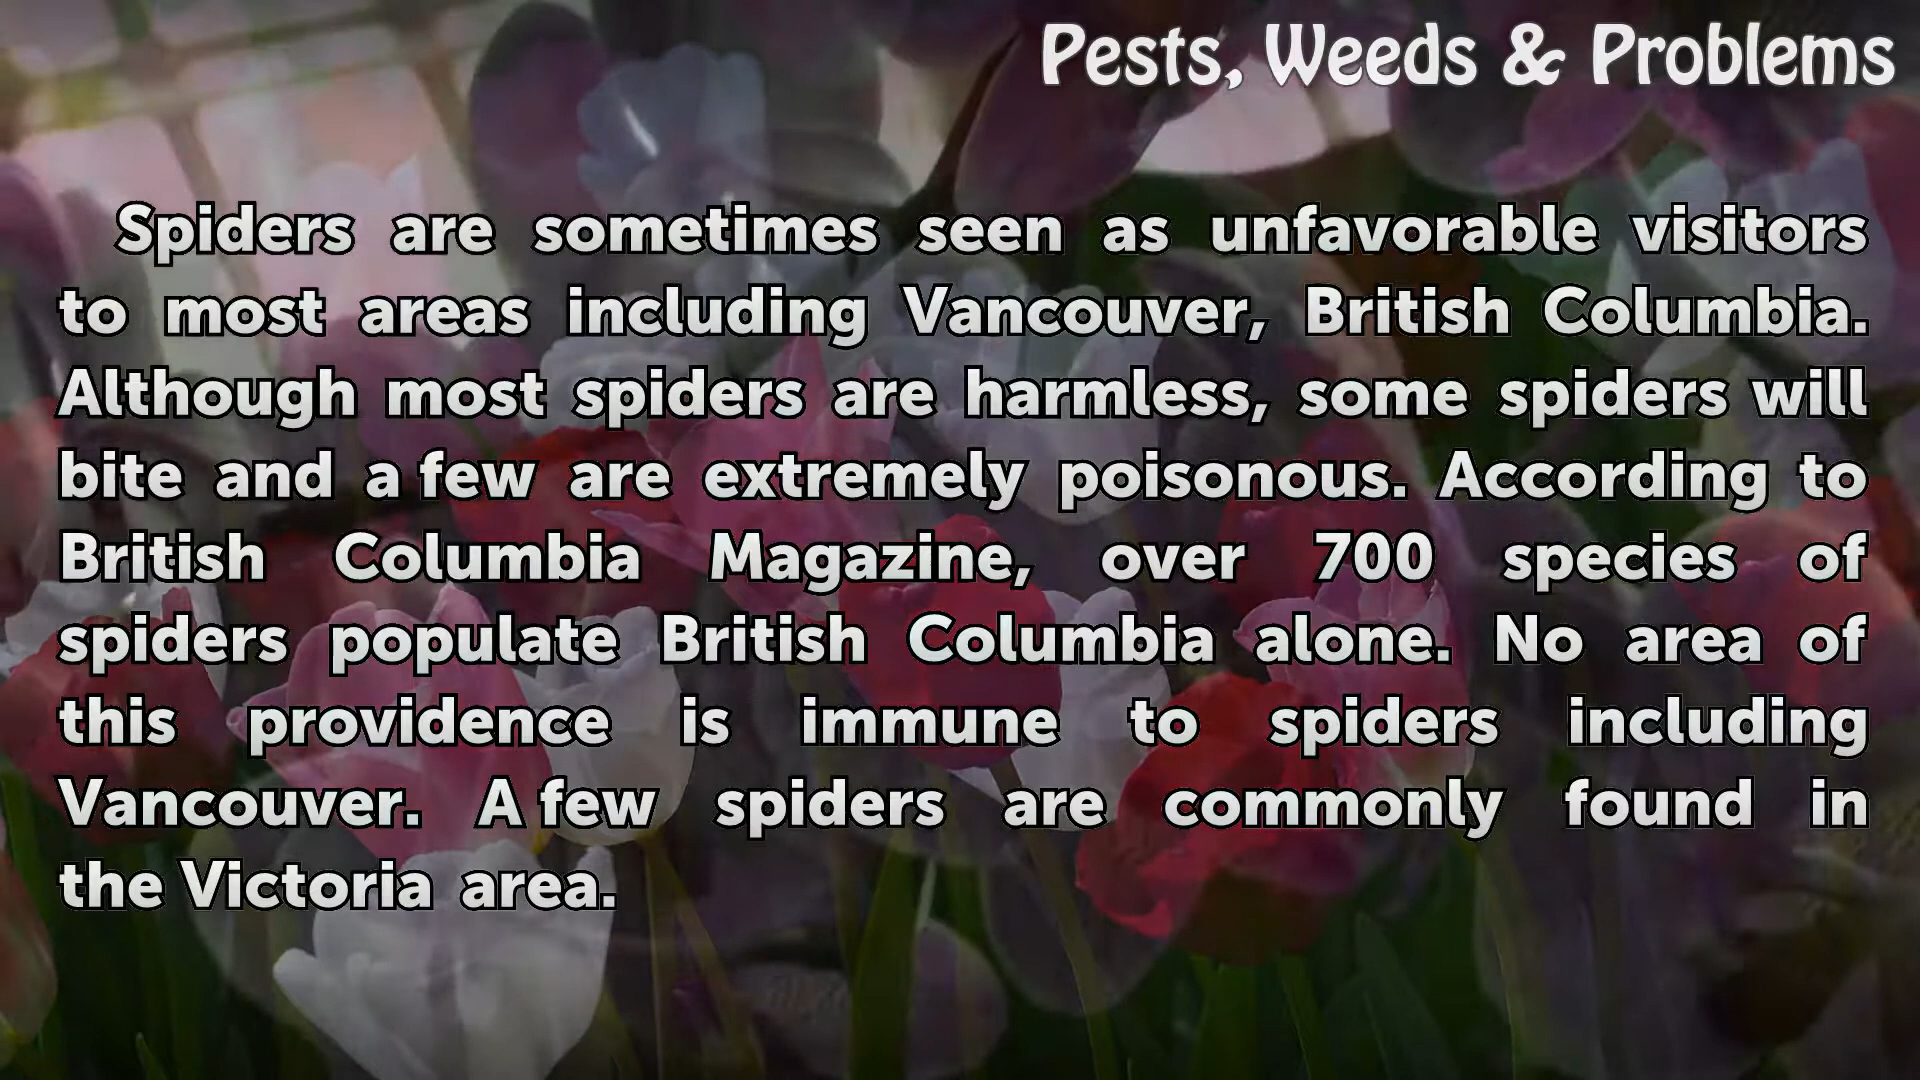 Pests, Weeds & Problems
Spiders are sometimes seen as unfavorable visitors
to most areas including Vancouver, British Columbia.
Although most spiders are harmless, some spiders will
bite and a few are extremely poisonous. According to
British Columbia Magazine, over 700 species of
spiders populate British Columbia alone. No area of
this providence is immune to spiders including
Vancouver. A few spiders are commonly found in
the Victoria area.